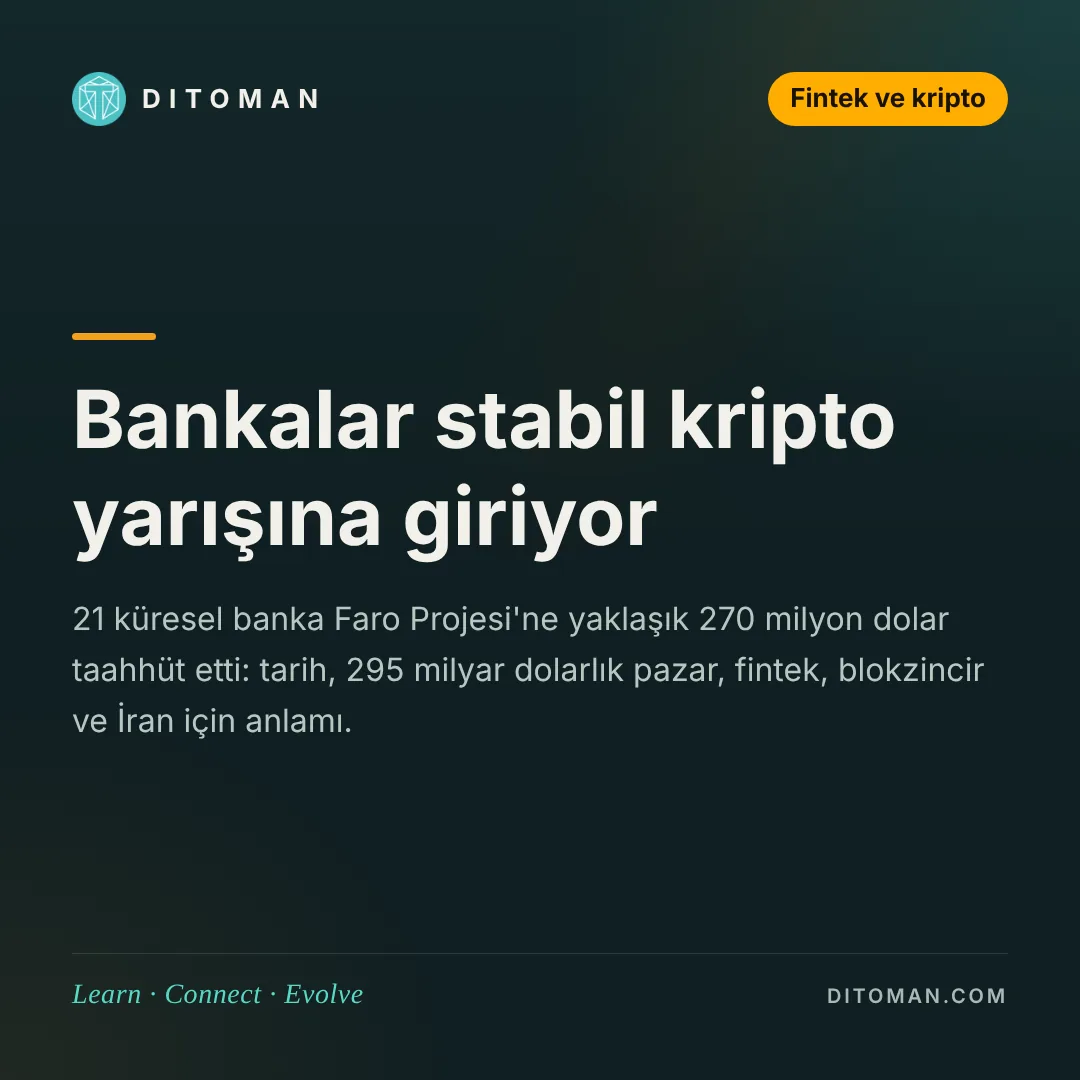 DITOMAN
Fintek ve kripto
Bankalar stabil kripto
yarışına giriyor
21 küresel banka Faro Projesi'ne yaklaşık 270 milyon dolar
taahhüt etti: tarih, 295 milyar dolarlık pazar, fintek, blokzincir
ve İran için anlamı.
Learn · Connect · Evolve
DITOMAN.COM